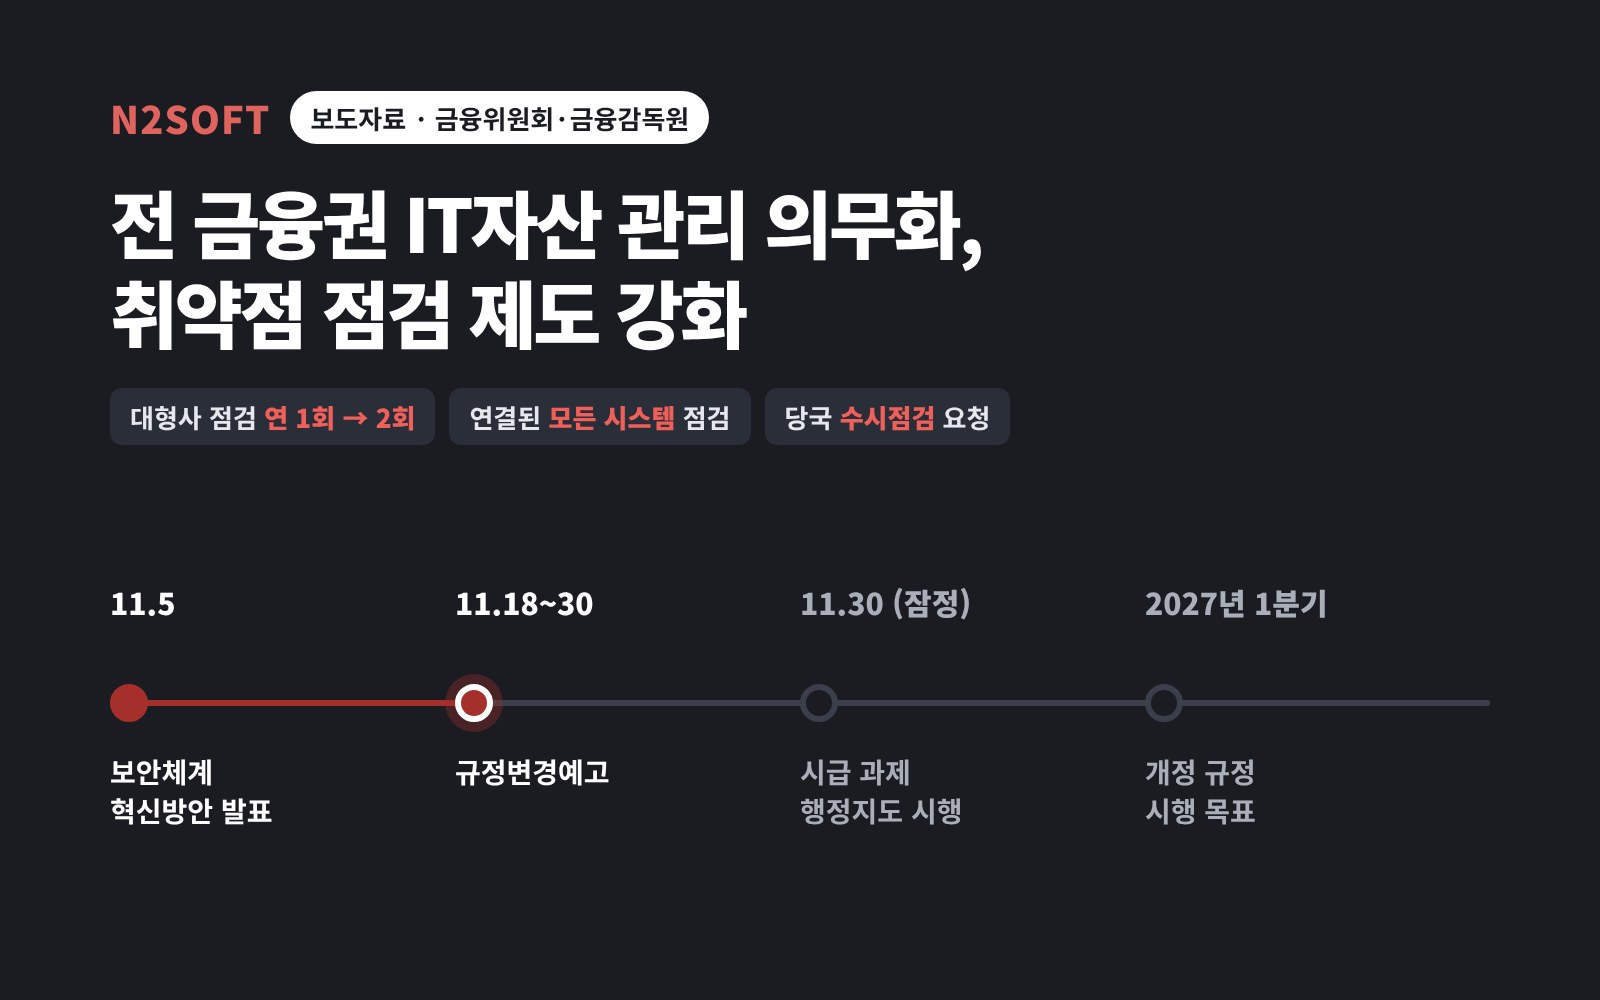 N2SOFT
보도자료 · 금융위원회·금융감독원
전 금융권 IT자산 관리 의무화,
취약점 점검 제도 강화
대형사 점검 연 1회 → 2회
연결된 모든 시스템 점검
당국 수시점검 요청
11.5
11.18~30
11.30 (잠정)
2027년 1분기
보안체계
혁신방안 발표
규정변경예고
시급 과제
행정지도 시행
개정 규정
시행 목표